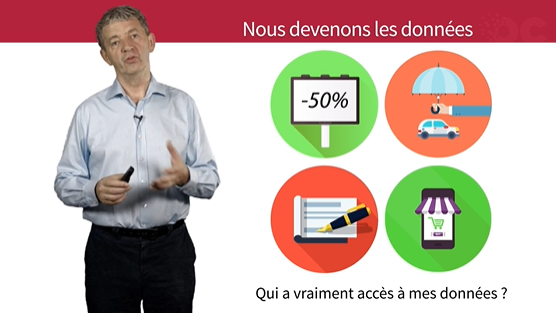 Nous devenons les données
-50%
Qui a vraiment accès à mes données ?